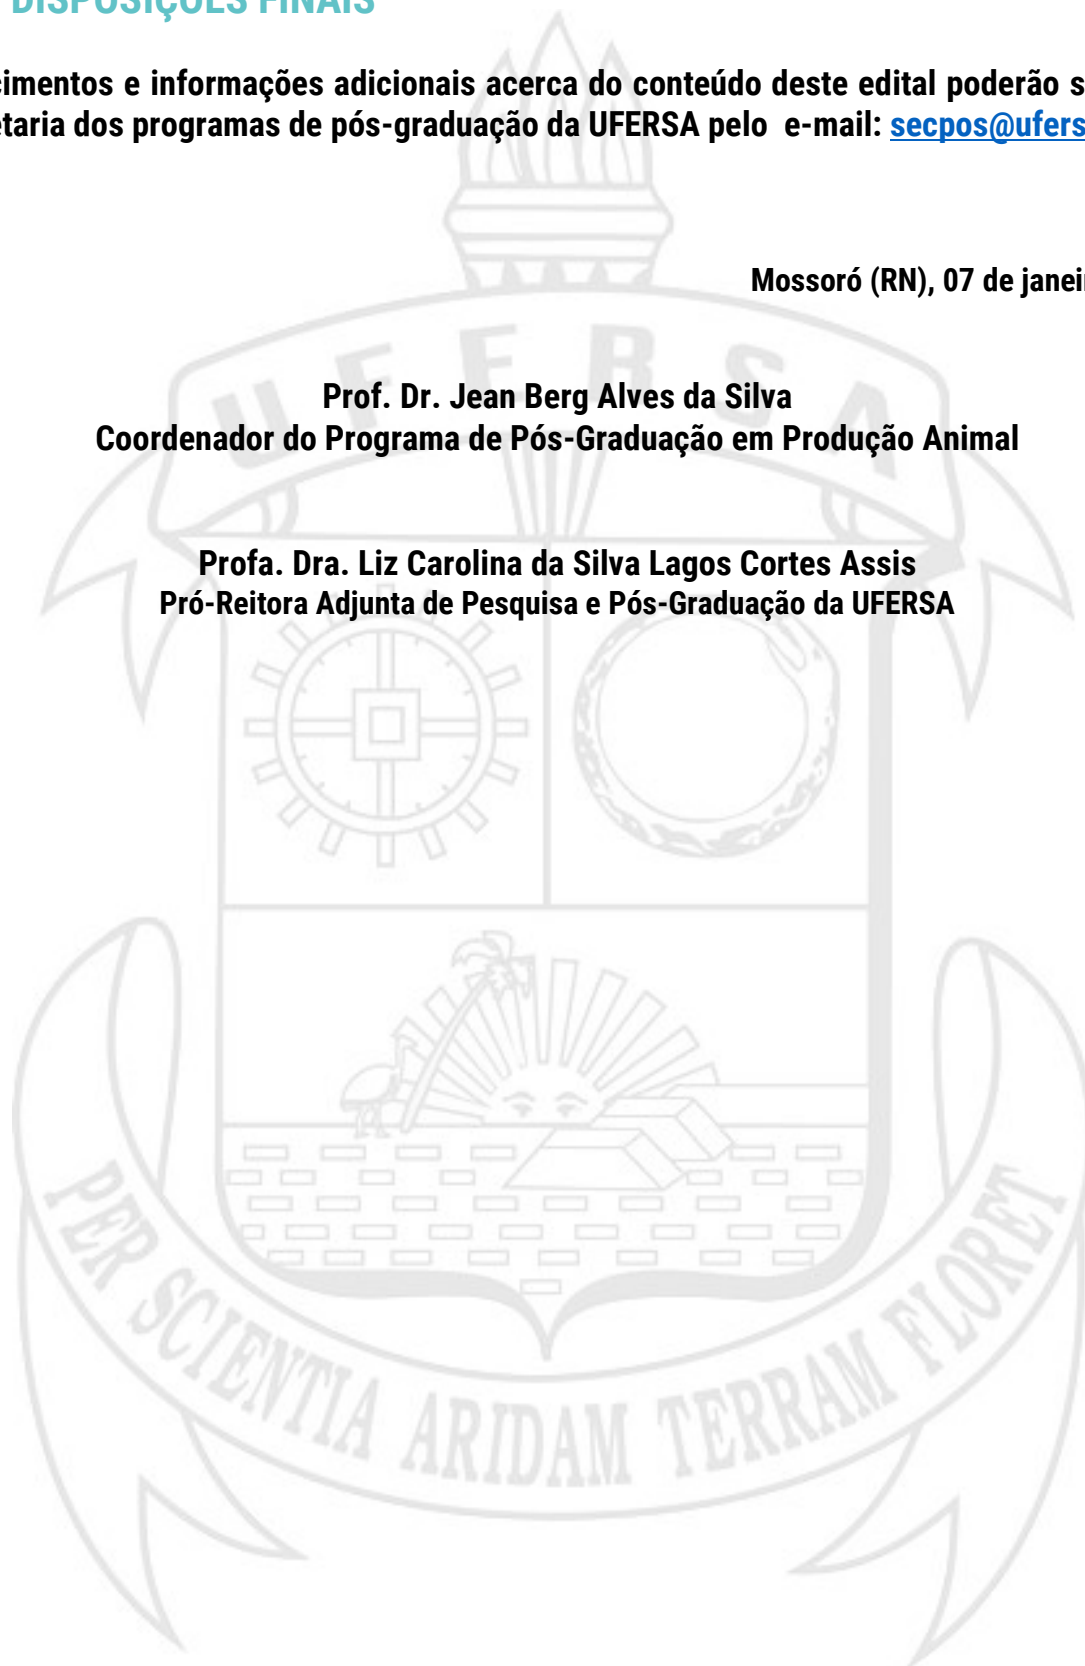 DISPOSIÇÕES FINAIS
cimentos e informações adicionais acerca do conteúdo deste edital poderão s
etaria dos programas de pós-graduação da UFERSA pelo e-mail: secpos@ufers
Mossoró (RN), 07 de janei
UFERSA
Prof. Dr. Jean Berg Alves da Silva
Coordenador do Programa de Pós-Graduação em Produção Animal
Profa. Dra. Liz Carolina da Silva Lagos Cortes Assis
Pró-Reitora Adjunta de Pesquisa e Pós-Graduação da UFERSA
PER SCIENTIA ARIDAM TERRAM FLORET